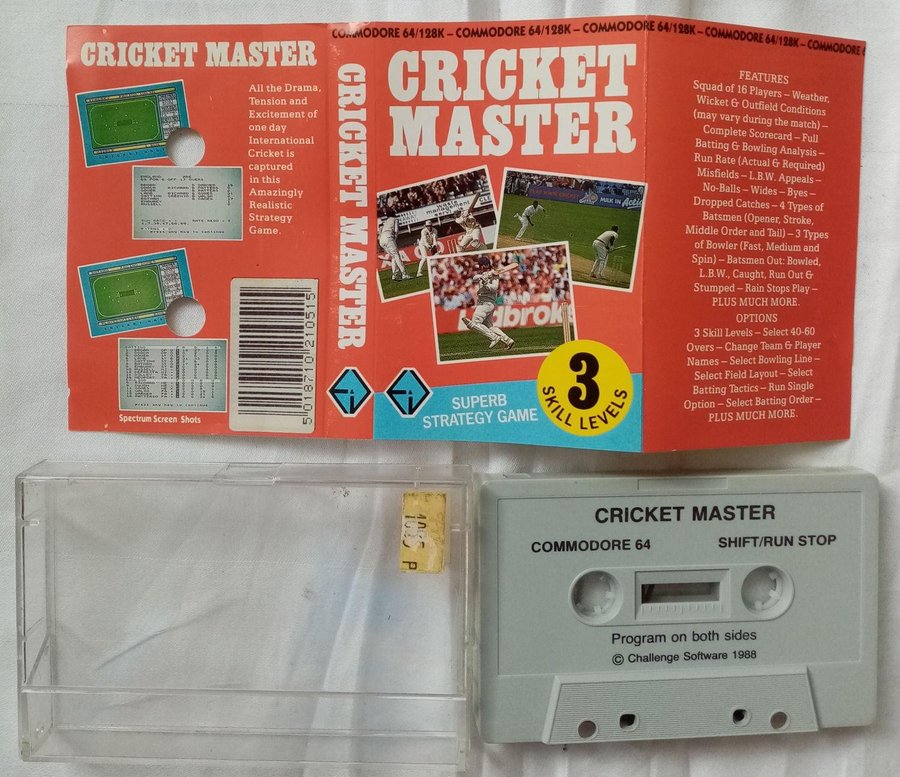 CRICKET MASTER
All the Drama,
Tension and
Excitement of
one day
International
Cricket is
captured
in this
Amazingly
Realistic
Strategy
Game.
Spectrum Screen Shots
5018710210515
CRICKET MASTER
COMMODORE 64/128K – COMMODORE 64/128K – COMMODORE 64/128K – COMMODORE 64/128K – COMMODORE 6
CRICKET
MASTER
MILK IN Action
Ladbroke
SUPERB
STRATEGY GAME
3
SKILL LEVELS
FEATURES
Squad of 16 Players – Weather,
Wicket & Outfield Conditions
(may vary during the match) –
Complete Scorecard – Full
Batting & Bowling Analysis –
Run Rate (Actual & Required)
Misfields – L.B.W. Appeals –
No-Balls – Wides – Byes –
Dropped Catches – 4 Types of
Batsmen (Opener, Stroke,
Middle Order and Tail) – 3 Types
of Bowler (Fast, Medium and
Spin) – Batsmen Out: Bowled,
L.B.W., Caught, Run Out &
Stumped – Rain Stops Play –
PLUS MUCH MORE.
OPTIONS
3 Skill Levels – Select 40-60
Overs – Change Team & Player
Names – Select Bowling Line –
Select Field Layout – Select
Batting Tactics – Run Single
Option – Select Batting Order –
PLUS MUCH MORE.
CRICKET MASTER
COMMODORE 64 SHIFT/RUN STOP
Program on both sides
© Challenge Software 1988